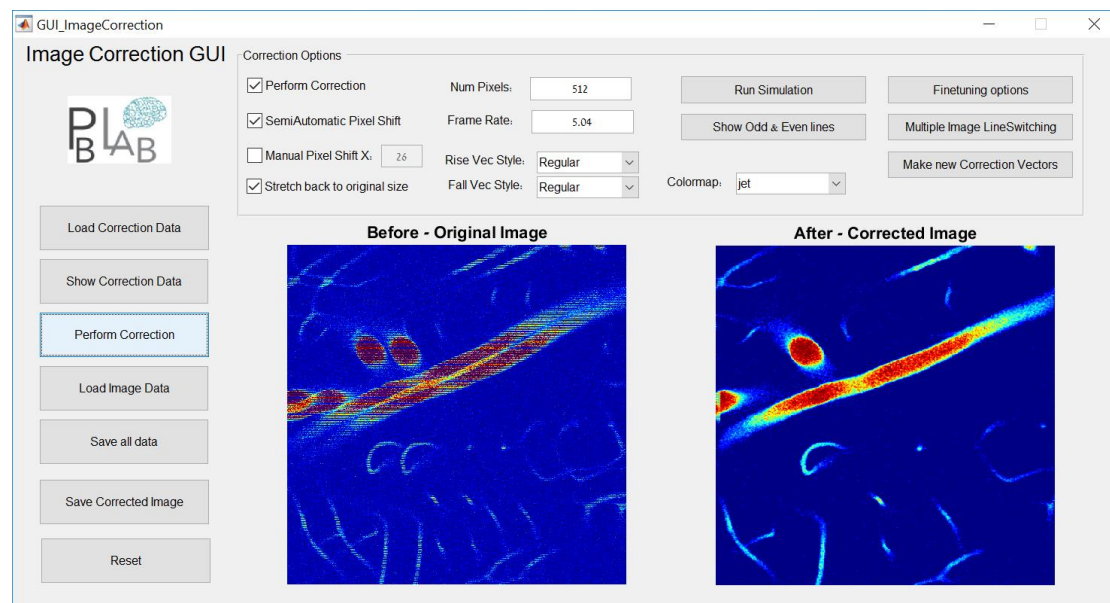 GUI_ImageCorrection
Image Correction GUI
P LAB
B
Correction Options
Perform Correction
SemiAutomatic Pixel Shift
Manual Pixel Shift X: 26
Stretch back to original size
Num Pixels: 512
Frame Rate: 5.04
Rise Vec Style: Regular
Fall Vec Style: Regular
Run Simulation
Show Odd & Even lines
Colormap: jet
Finetuning options
Multiple Image LineSwitching
Make new Correction Vectors
Load Correction Data
Show Correction Data
Perform Correction
Load Image Data
Save all data
Save Corrected Image
Reset
Before - Original Image
After - Corrected Image